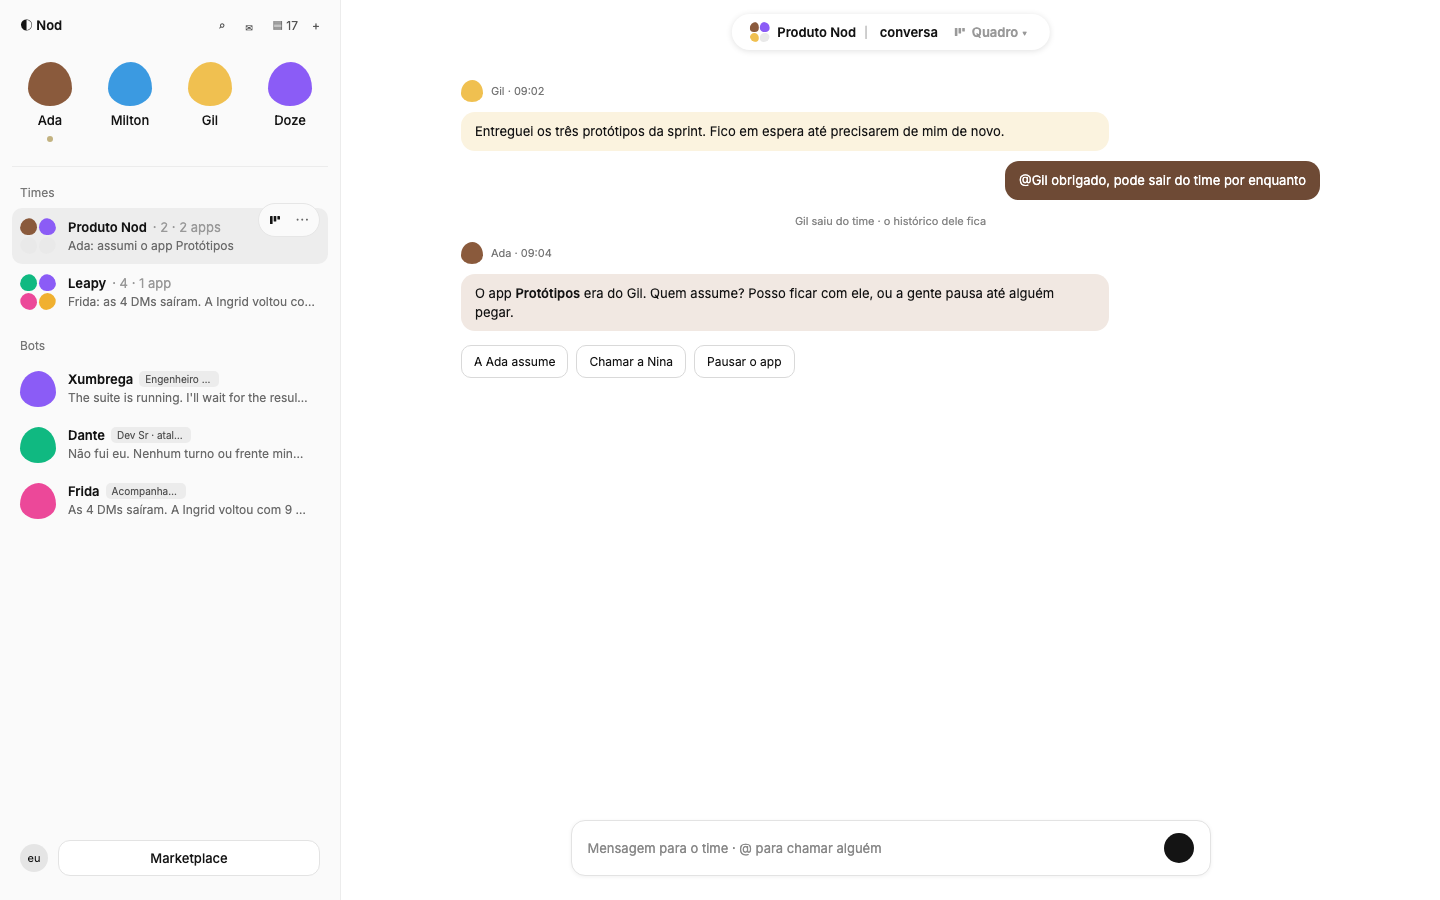 Nod
17 +
Ada
Milton
Gil
Doze
Times
Produto Nod · 2 · 2 apps
Ada: assumi o app Protótipos
Leapy · 4 · 1 app
Frida: as 4 DMs saíram. A Ingrid voltou co...
Bots
Xumbrega Engenheiro ...
The suite is running. I'll wait for the resul...
Dante Dev Sr · atal...
Não fui eu. Nenhum turno ou frente min...
Frida Acompanha...
As 4 DMs saíram. A Ingrid voltou com 9 ...
eu
Marketplace
Produto Nod | conversa Quadro
Gil · 09:02
Entreguei os três protótipos da sprint. Fico em espera até precisarem de mim de novo.
@Gil obrigado, pode sair do time por enquanto
Gil saiu do time · o histórico dele fica
Ada · 09:04
O app Protótipos era do Gil. Quem assume? Posso ficar com ele, ou a gente pausa até alguém
pegar.
A Ada assume
Chamar a Nina
Pausar o app
Mensagem para o time · @ para chamar alguém